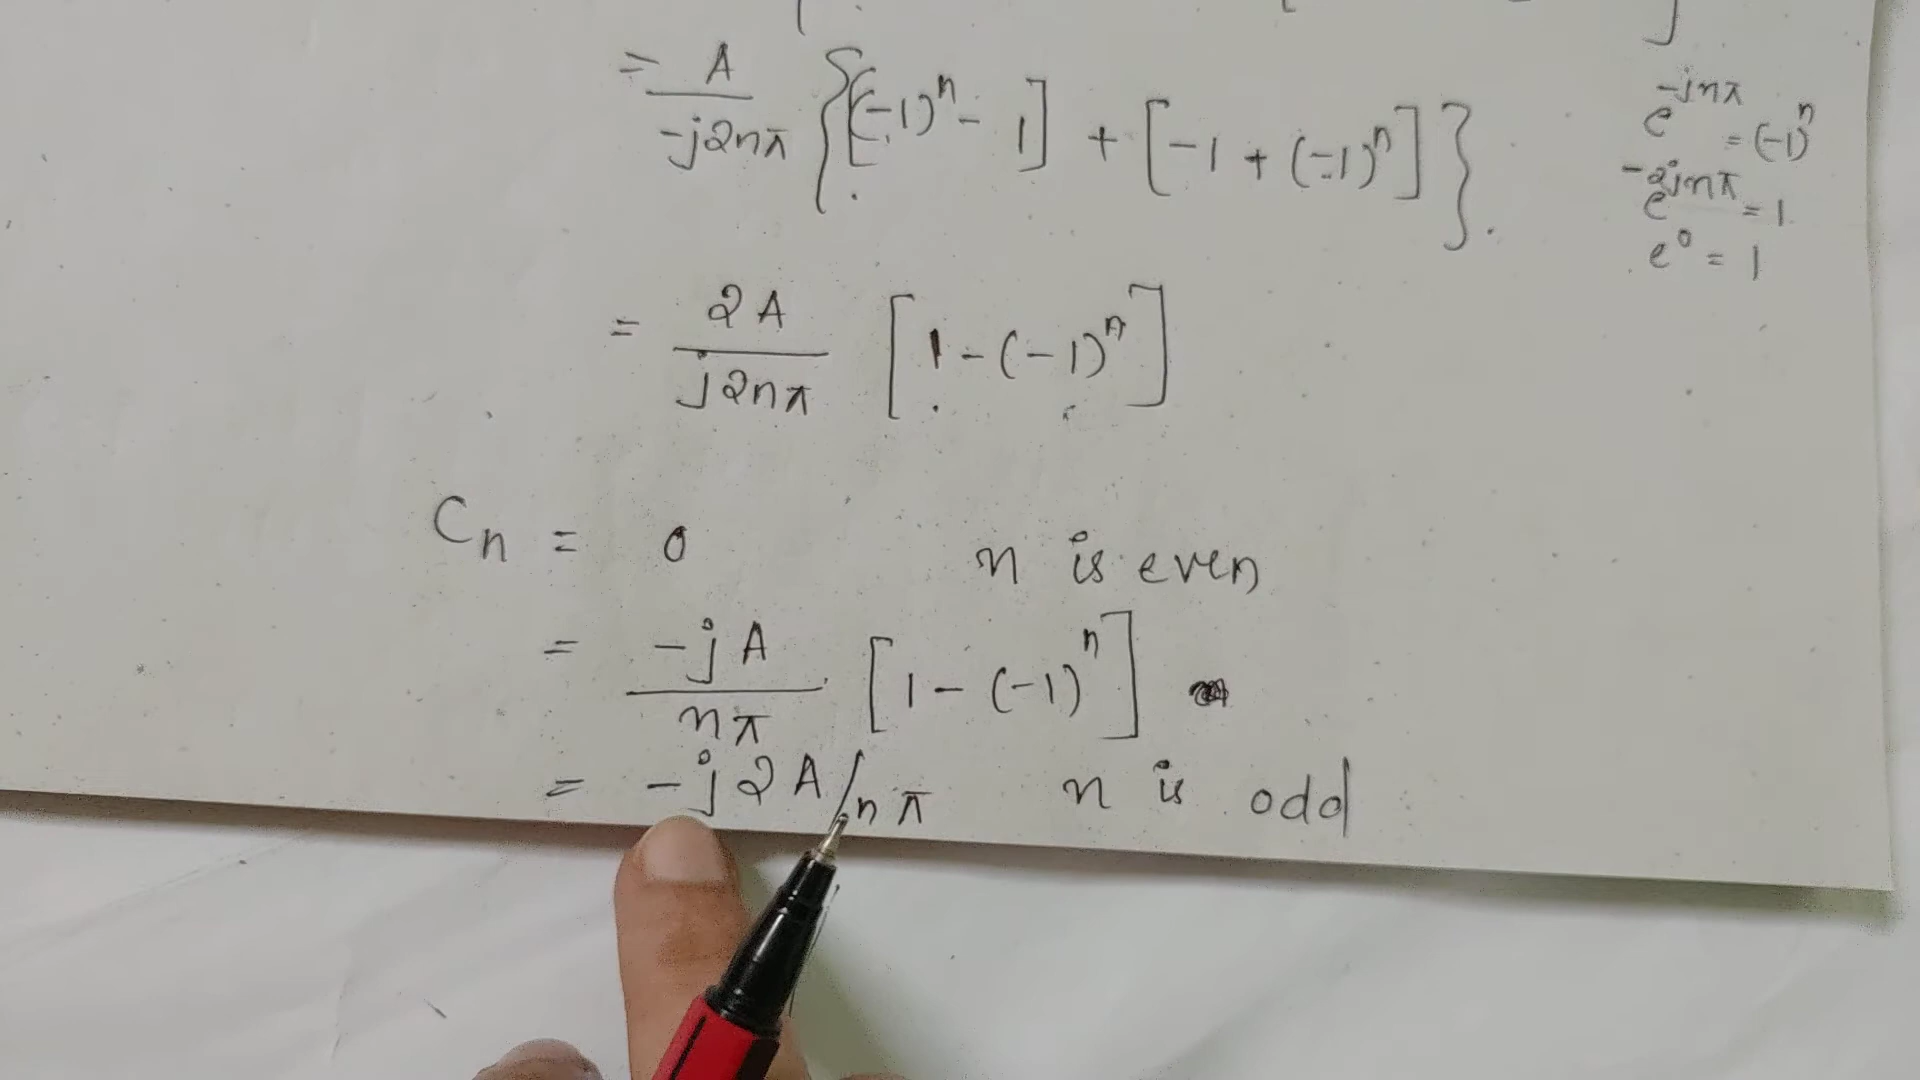 = A / -j2nπ { [(-1)^n - 1] + [-1 + (-1)^n] }.
e^-jnπ = (-1)^n
e^-2jnπ = 1
e^0 = 1
= 2A / j2nπ [1 - (-1)^n]
Cn = 0 n is even
= -jA / nπ [1 - (-1)^n]
= -j2A/nπ n is odd